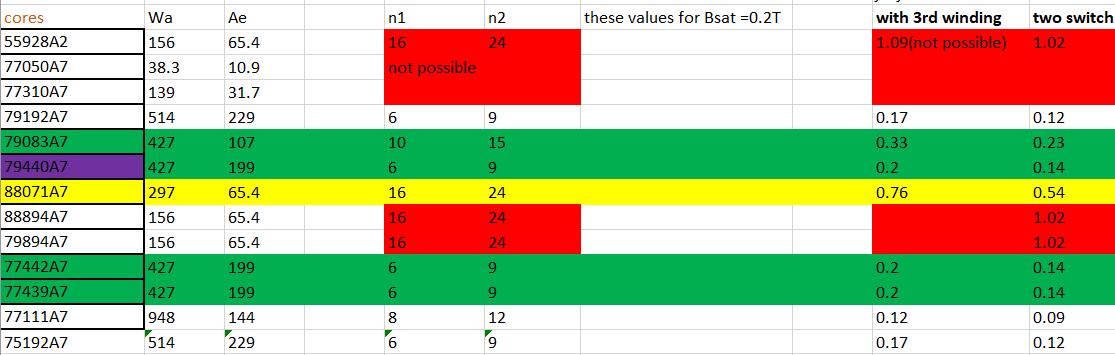 cores Wa Ae n1 n2 these values for Bsat =0.2T with 3rd winding two switch
55928A2 156 65.4 16 24 1.09(not possible) 1.02
77050A7 38.3 10.9 not possible
77310A7 139 31.7
79192A7 514 229 6 9 0.17 0.12
79083A7 427 107 10 15 0.33 0.23
79440A7 427 199 6 9 0.2 0.14
88071A7 297 65.4 16 24 0.76 0.54
88894A7 156 65.4 16 24 1.02
79894A7 156 65.4 16 24 1.02
77442A7 427 199 6 9 0.2 0.14
77439A7 427 199 6 9 0.2 0.14
77111A7 948 144 8 12 0.12 0.09
75192A7 514 229 6 9 0.17 0.12